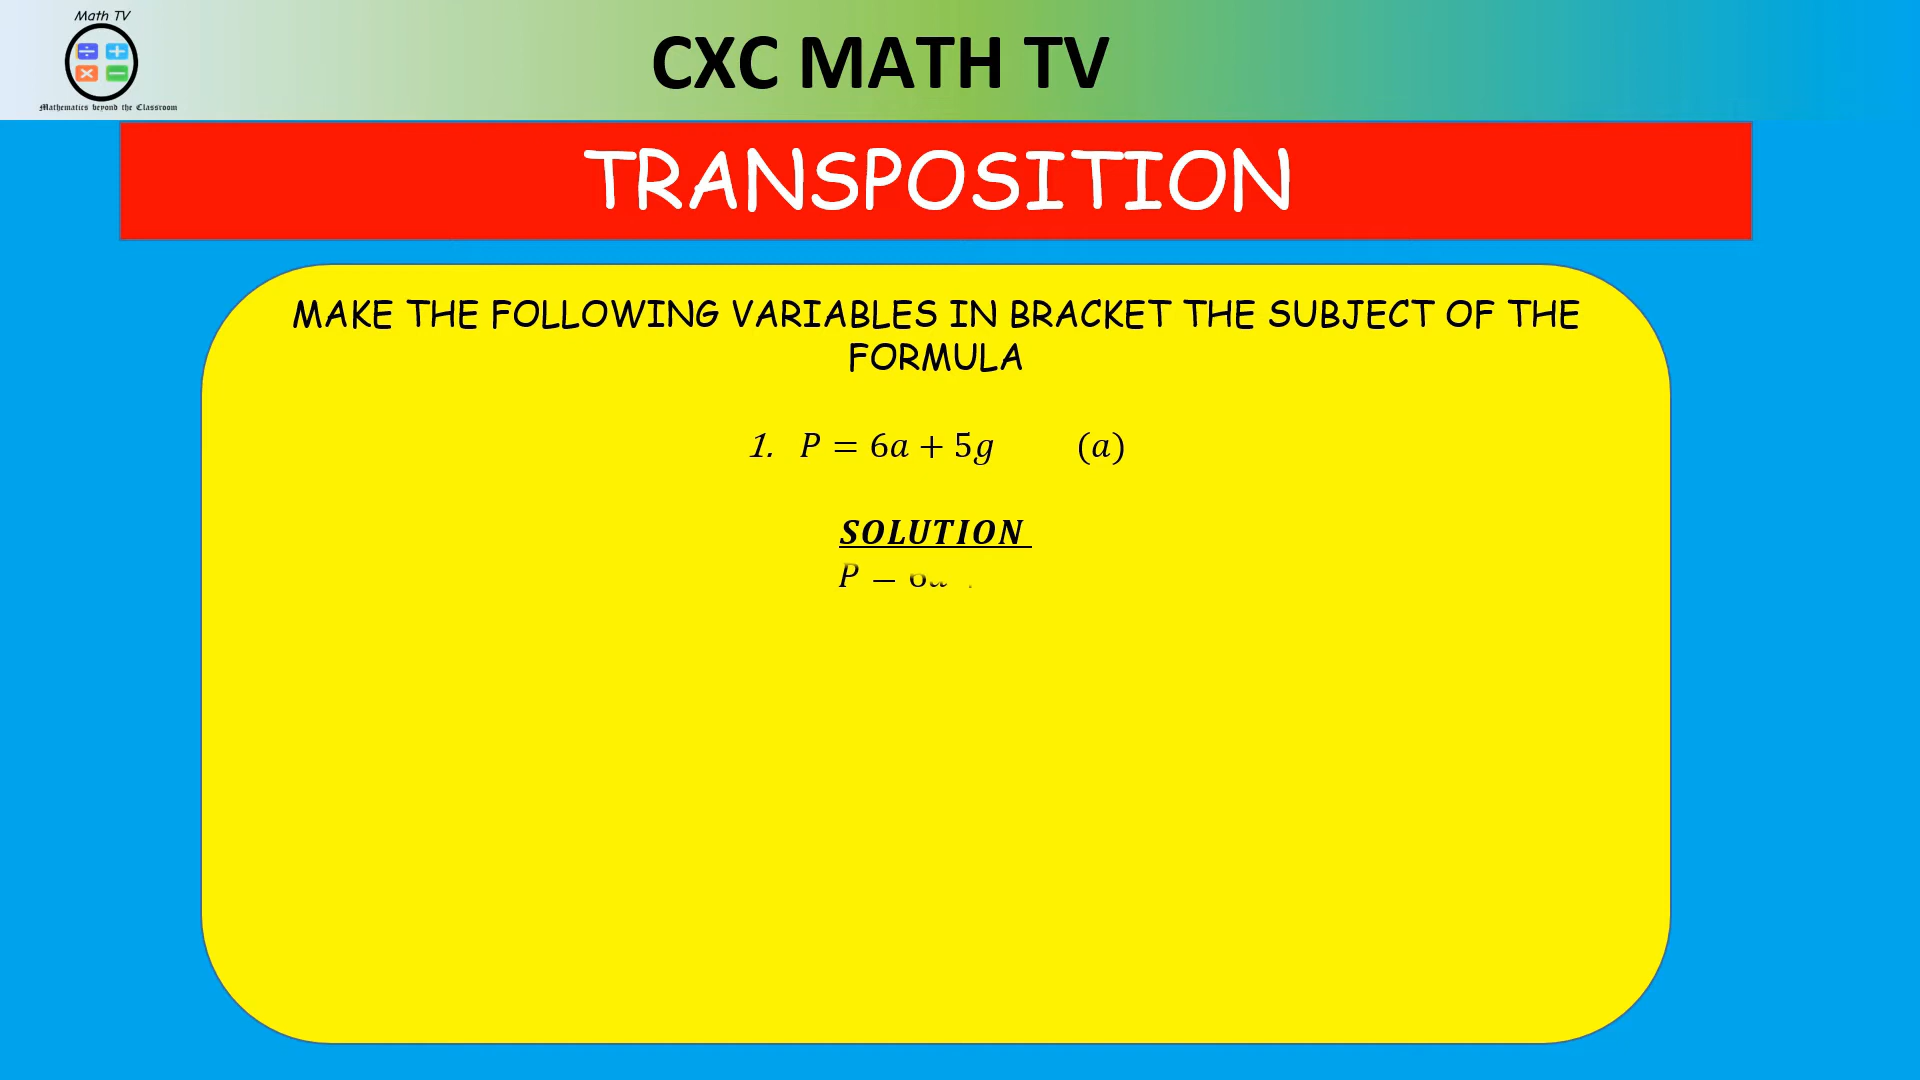 Math TV
Mathematics beyond the Classroom
CXC MATH TV
TRANSPOSITION
MAKE THE FOLLOWING VARIABLES IN BRACKET THE SUBJECT OF THE
FORMULA
1. P = 6a + 5g (a)
SOLUTION
P = 6a